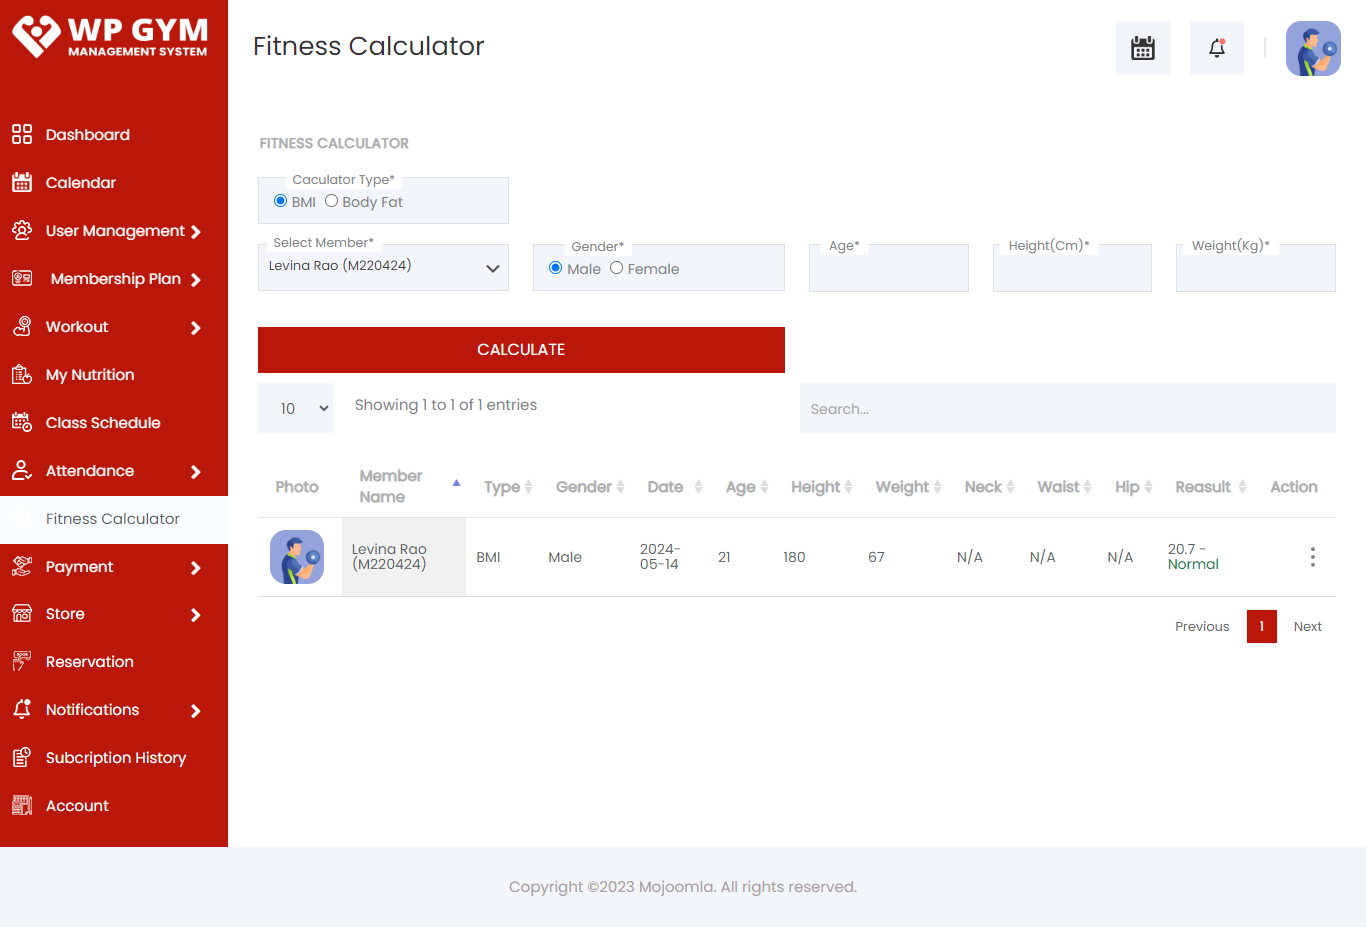 WP GYM
MANAGEMENT SYSTEM
Fitness Calculator
Dashboard
Calendar
User Management
Membership Plan
Workout
My Nutrition
Class Schedule
Attendance
Fitness Calculator
Payment
Store
Reservation
Notifications
Subcription History
Account
FITNESS CALCULATOR
Caculator Type*
BMI Body Fat
Select Member* Gender* Age* Height(Cm)* Weight(Kg)*
Levina Rao (M220424) Male Female
CALCULATE
10 Showing 1 to 1 of 1 entries Search...
Photo Member Name Type Gender Date Age Height Weight Neck Waist Hip Reasult Action
Levina Rao (M220424) BMI Male 2024-05-14 21 180 67 N/A N/A N/A 20.7 - Normal
Previous 1 Next
Copyright ©2023 Mojoomla. All rights reserved.